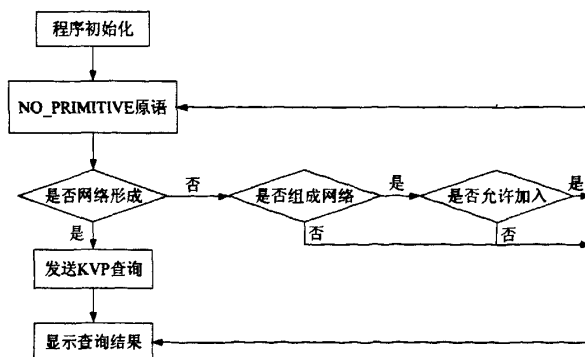 程序初始化
NO_PRIMITIVE原语
是否网络形成
否
是否组成网络
是
是否允许加入
是
是
否
否
发送KVP查询
显示查询结果